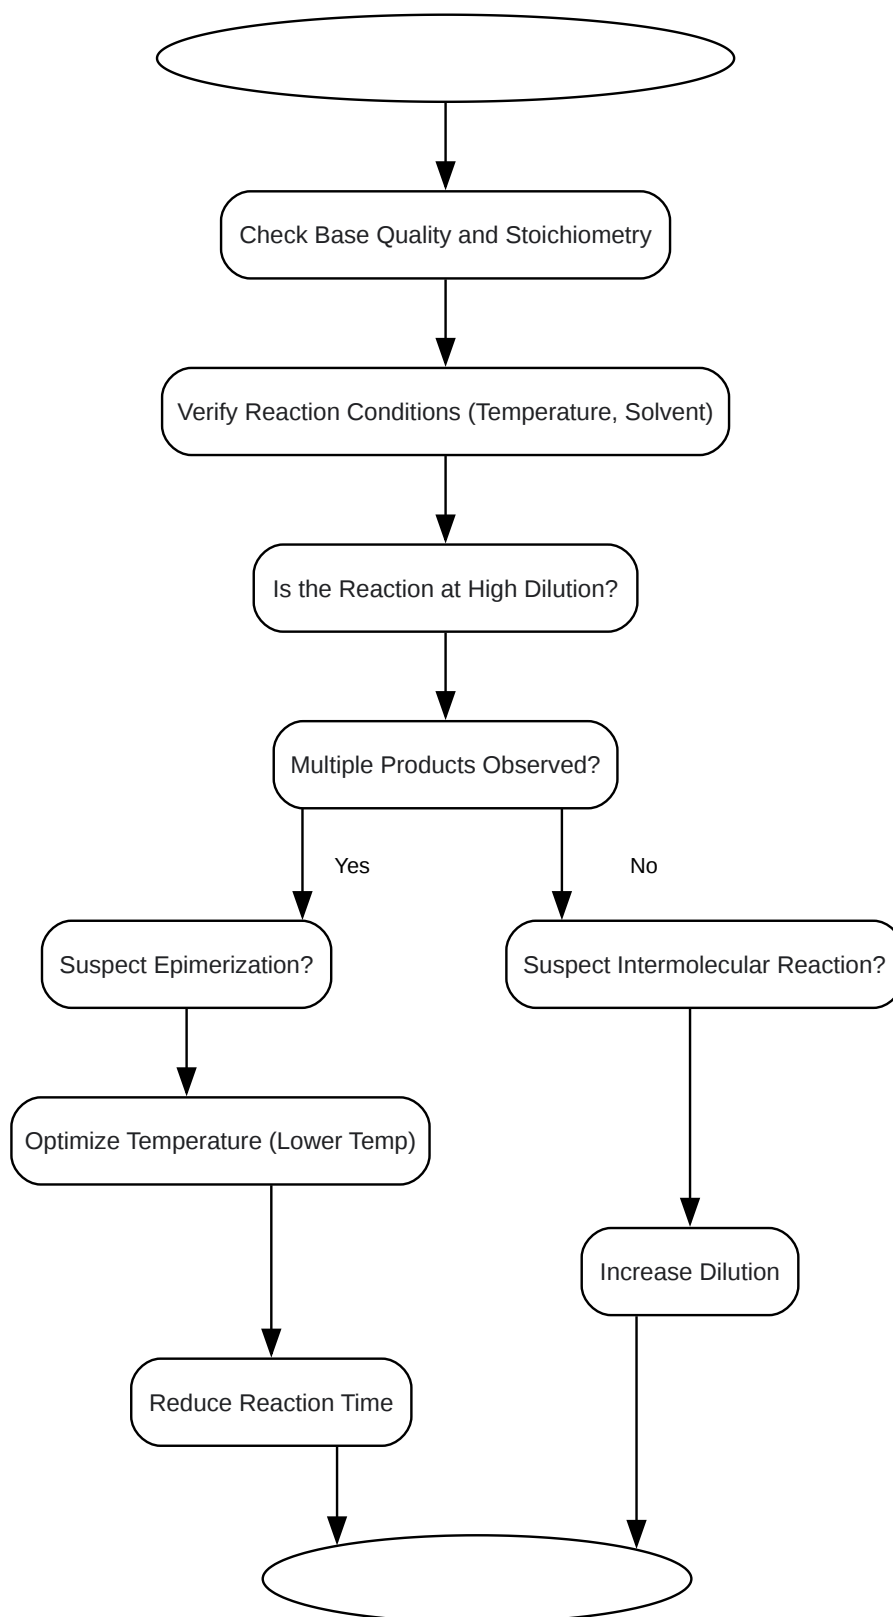 Check Base Quality and Stoichiometry
Verify Reaction Conditions (Temperature, Solvent)
Is the Reaction at High Dilution?
Multiple Products Observed?
Yes
No
Suspect Epimerization?
Suspect Intermolecular Reaction?
Optimize Temperature (Lower Temp)
Increase Dilution
Reduce Reaction Time